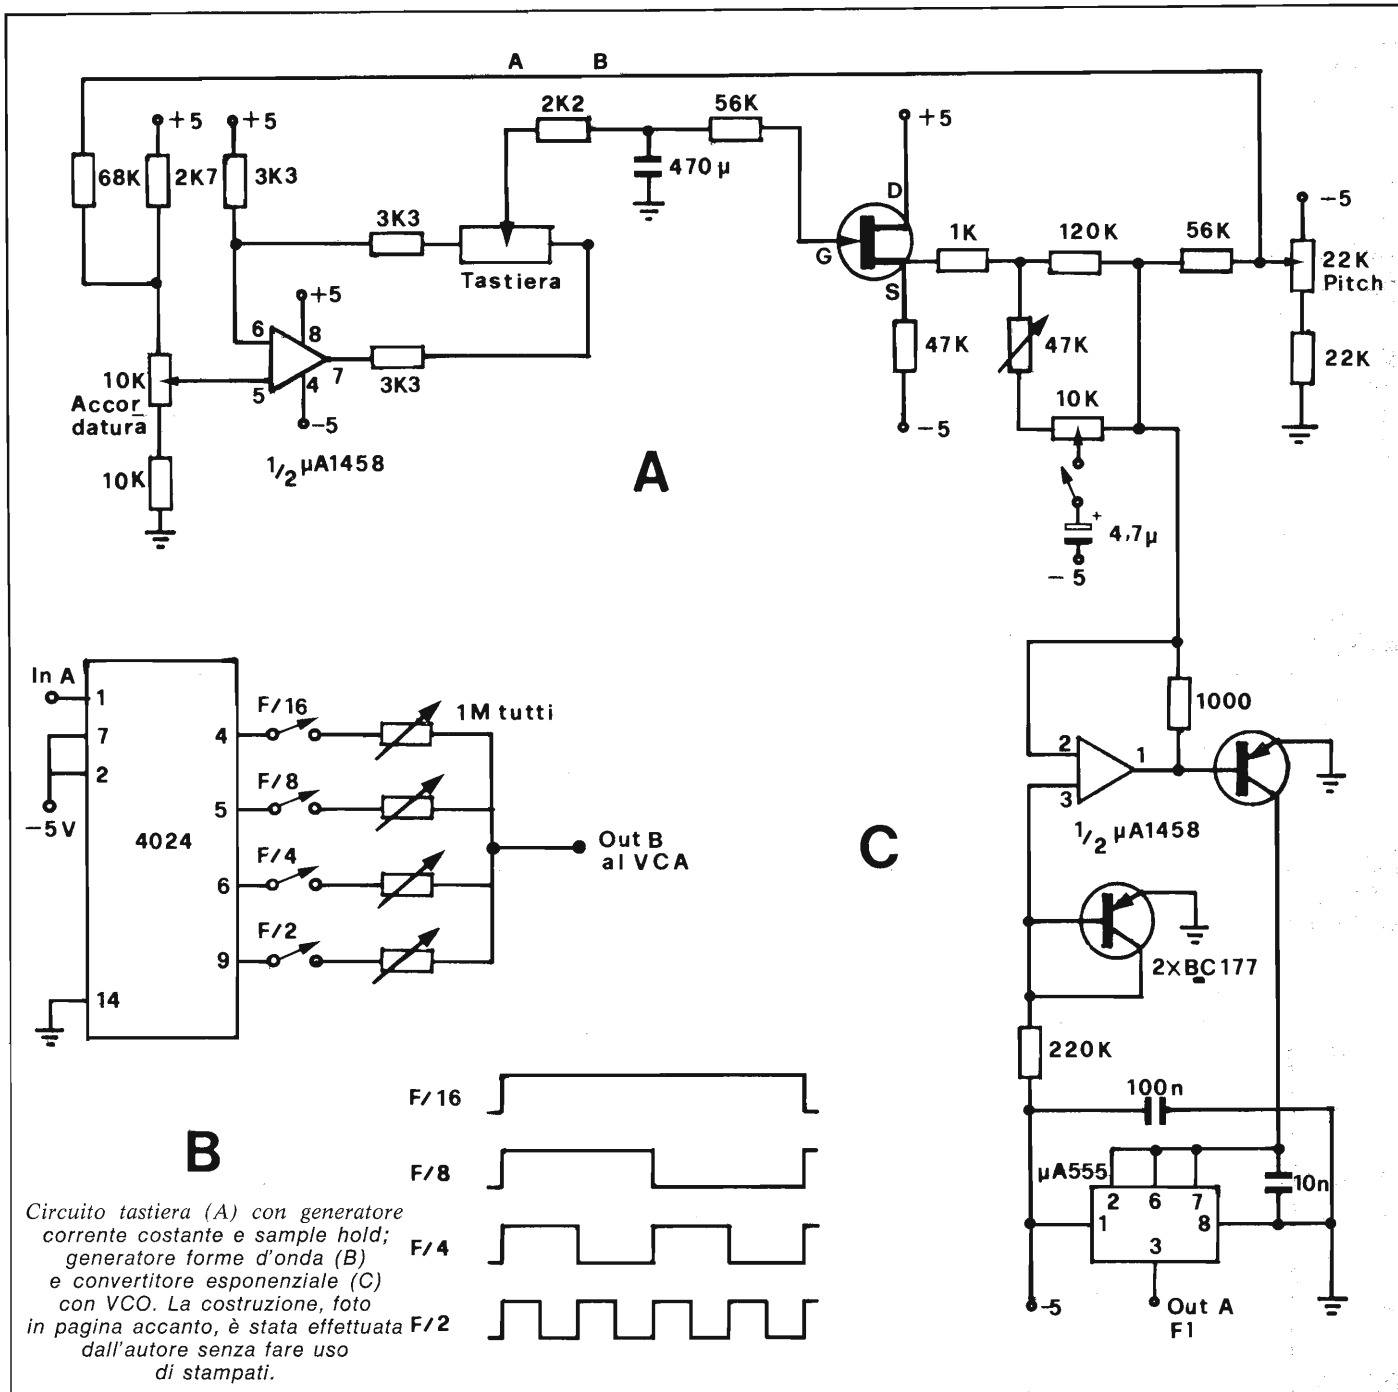 A B
+5
+5
68K
2K7
3K3
3K3
Tastiera
2K2
470 µ
56K
+5
D
G
S
1K
120K
56K
-5
22K
Pitch
22K
47K
-5
47K
10K
4,7µ
+
- 5
+5
6
8
5
4
7
-5
3K3
10K
Accor
datura
10K
1/2 µA1458
A
In A
1
7
2
-5V
14
4024
4
5
6
9
F/16
F/8
F/4
F/2
1M tutti
Out B
al VCA
C
2
3
1
1000
1/2 µA1458
2×BC177
220K
100n
µA555
2 6 7
1
8
3
10n
-5
Out A
F1
B
F/16
F/8
F/4
F/2
Circuito tastiera (A) con generatore
corrente costante e sample hold;
generatore forme d'onda (B)
e convertitore esponenziale (C)
con VCO. La costruzione, foto
in pagina accanto, è stata effettuata
dall'autore senza fare uso
di stampati.